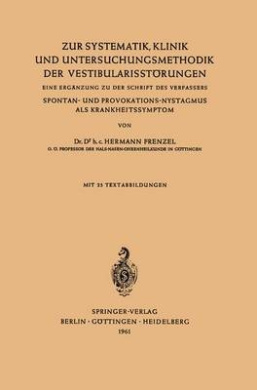 ZUR SYSTEMATIK, KLINIK
UND UNTERSUCHUNGSMETHODIK
DER VESTIBULARISSTÖRUNGEN
EINE ERGÄNZUNG ZU DER SCHRIFT DES VERFASSERS
SPONTAN- UND PROVOKATIONS-NYSTAGMUS
ALS KRANKHEITSSYMPTOM
VON
Dr. Dr h. c. HERMANN FRENZEL
O. Ö. PROFESSOR DER HALS-NASEN-OHRENHEILKUNDE IN GÖTTINGEN
MIT 25 TEXTABBILDUNGEN
SPRINGER-VERLAG
BERLIN · GÖTTINGEN · HEIDELBERG
1961